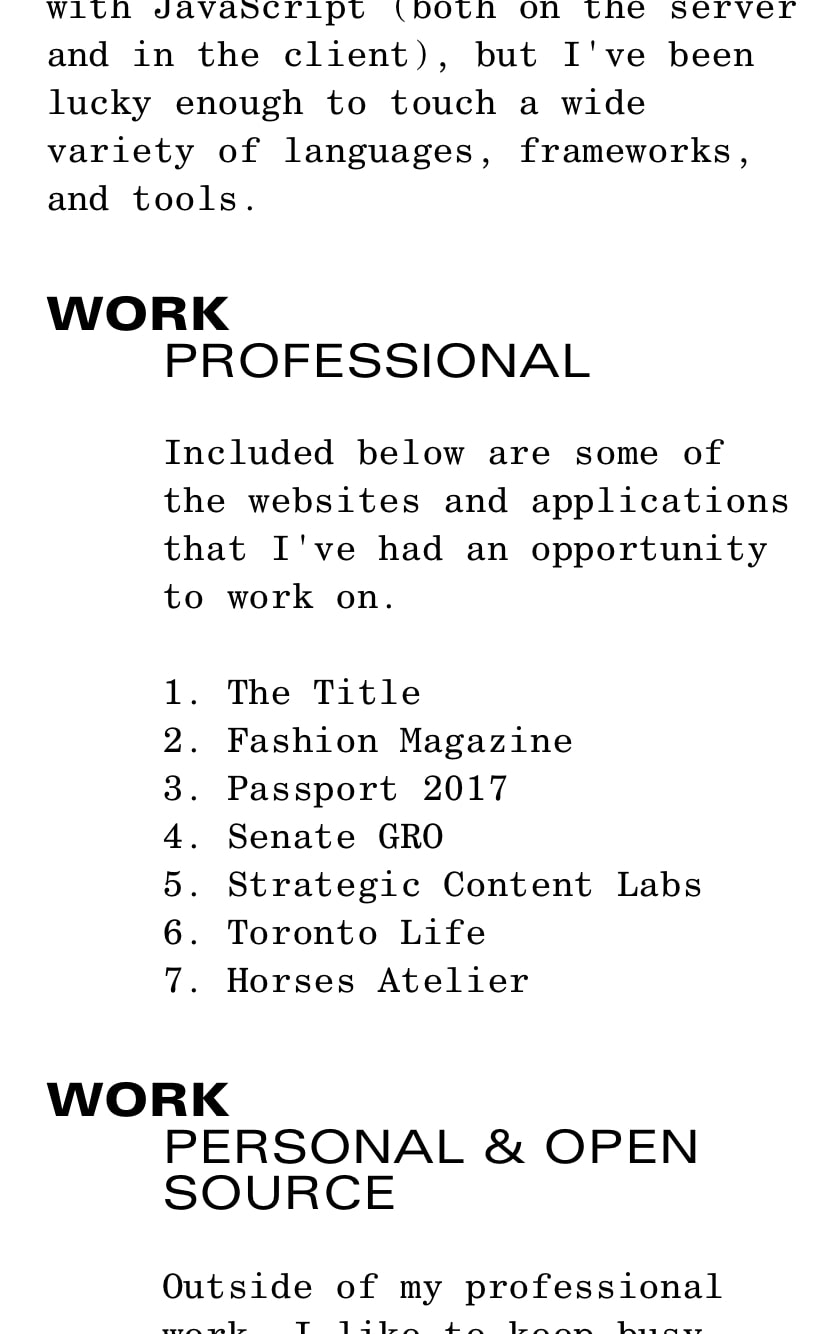 with JavaScript (both on the server
and in the client), but I've been
lucky enough to touch a wide
variety of languages, frameworks,
and tools.
WORK
PROFESSIONAL
Included below are some of
the websites and applications
that I've had an opportunity
to work on.
1. The Title
2. Fashion Magazine
3. Passport 2017
4. Senate GRO
5. Strategic Content Labs
6. Toronto Life
7. Horses Atelier
WORK
PERSONAL & OPEN
SOURCE
Outside of my professional
work, I like to keep busy